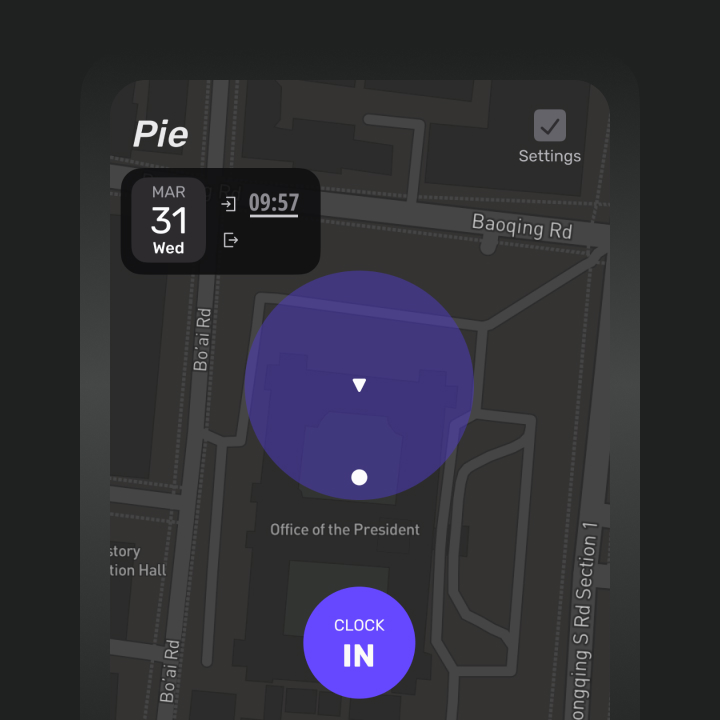 Pie
Settings
MAR
31
Wed
09:57
Baoqing Rd
Bo'ai Rd
Office of the President
story
tion Hall
CLOCK
IN
Bo'ai Rd
ongqing S Rd Section 1